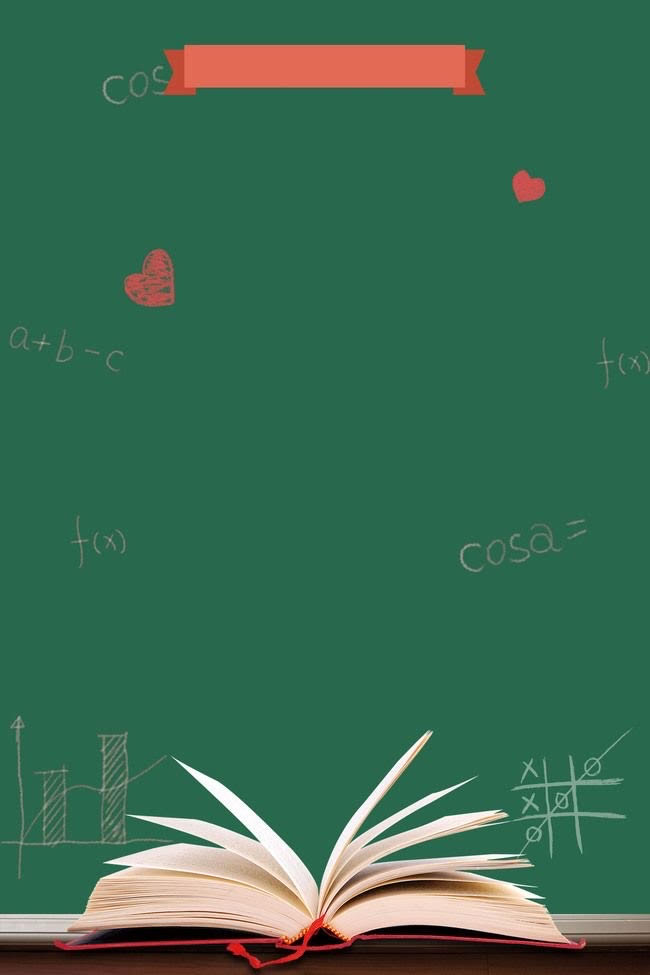 cos
a+b-c
f(x)
f(x)
cosa=
X O
X O
O